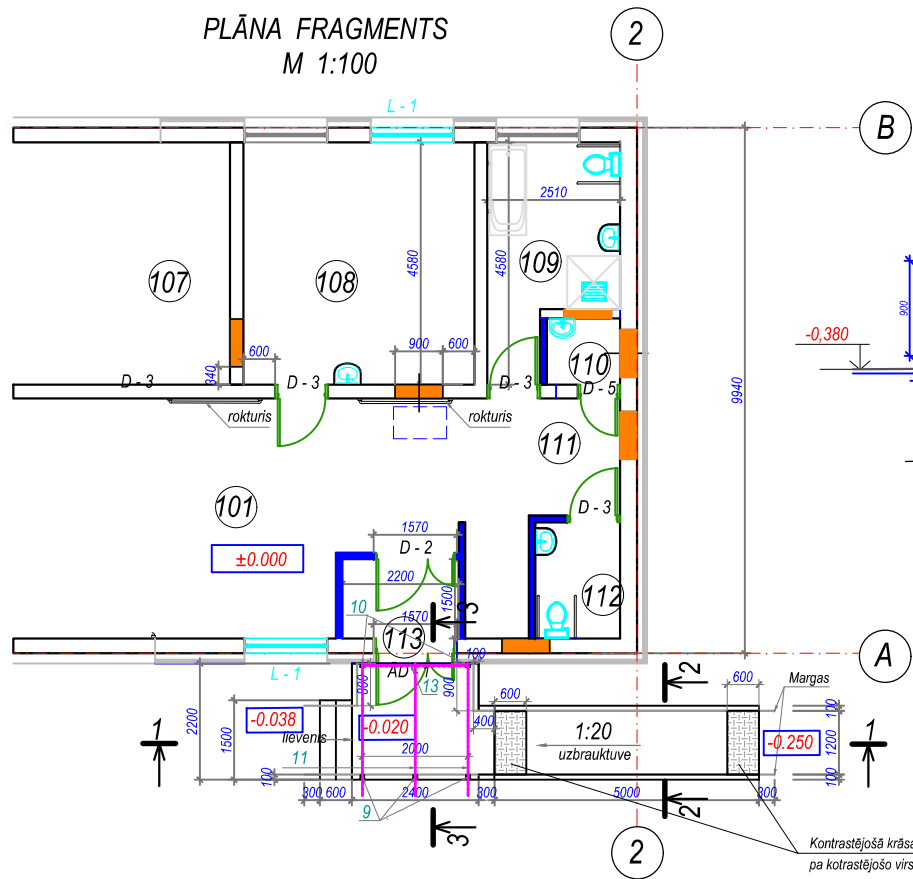 PLĀNA FRAGMENTS
M 1:100
2
L - 1
B
2510
4580
4580
109
107
108
900
-0,380
600
900
600
340
110
D - 3
D - 3
D - 3
D - 5
rokturis
rokturis
9940
111
101
D - 3
1570
±0.000
D - 2
2200
1500
112
10
1570
3
113
100
A
L - 1
AD - 1
13
800
900
2
600
600
Margas
2200
1500
-0.038
-0.020
lievenis
400
1:20
uzbrauktuve
100
1200
100
-0.250
1
1
11
2000
100
300
600
2400
300
5000
300
9
2
3
2
Kontrastējošā krāsa
pa kotrastējošo virs